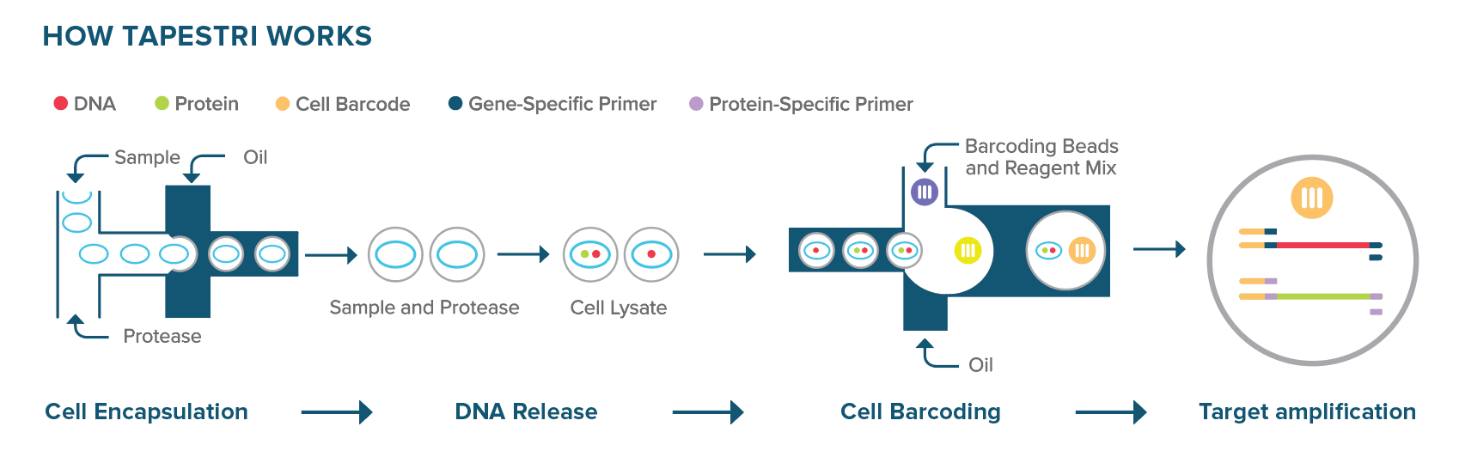 HOW TAPESTRI WORKS
DNA
Protein
Cell Barcode
Gene-Specific Primer
Protein-Specific Primer
Sample
Oil
Protease
Sample and Protease
Cell Lysate
Barcoding Beads
and Reagent Mix
Oil
Cell Encapsulation
DNA Release
Cell Barcoding
Target amplification